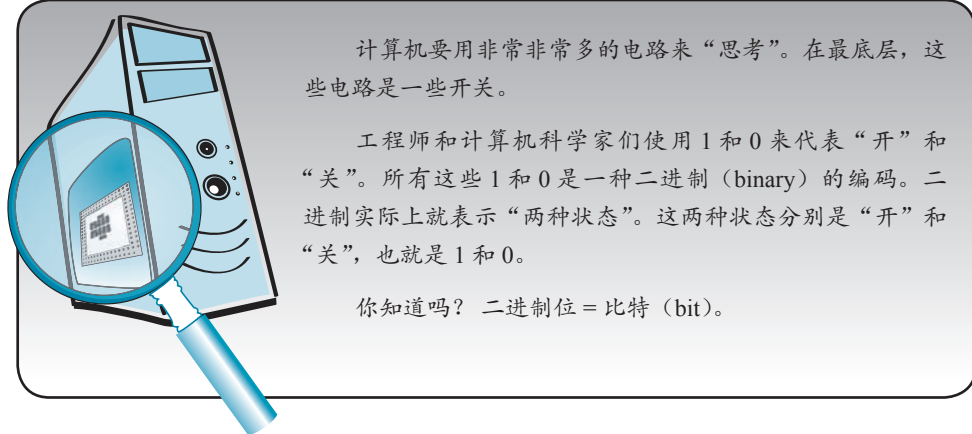 计算机要用非常非常多的电路来“思考”。在最底层，这
些电路是一些开关。
工程师和计算机科学家们使用 1 和 0 来代表“开”和
“关”。所有这些 1 和 0 是一种二进制（binary）的编码。二
进制实际上就表示“两种状态”。这两种状态分别是“开”和
“关”，也就是 1 和 0。
你知道吗？ 二进制位 = 比特（bit）。